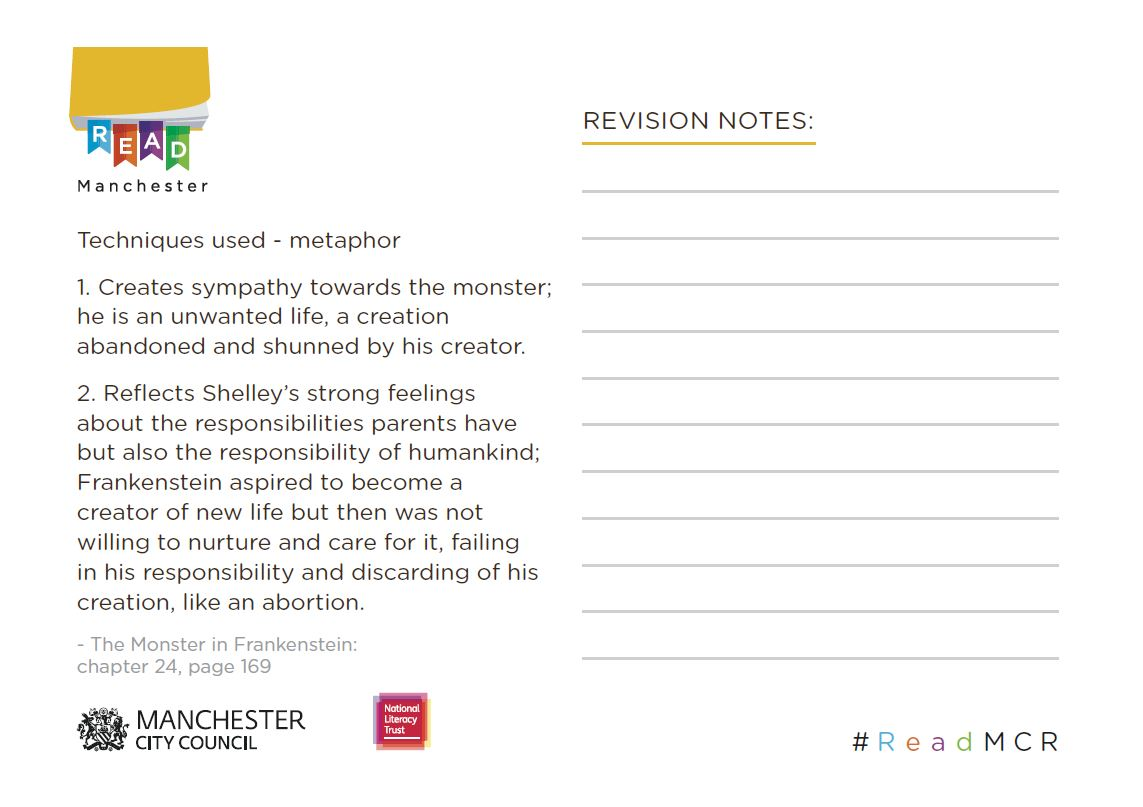 READ
Manchester
Techniques used - metaphor
1. Creates sympathy towards the monster;
he is an unwanted life, a creation
abandoned and shunned by his creator.
2. Reflects Shelley’s strong feelings
about the responsibilities parents have
but also the responsibility of humankind;
Frankenstein aspired to become a
creator of new life but then was not
willing to nurture and care for it, failing
in his responsibility and discarding of his
creation, like an abortion.
- The Monster in Frankenstein:
chapter 24, page 169
MANCHESTER
CITY COUNCIL
National
Literacy
Trust
REVISION NOTES:
#ReadMCR